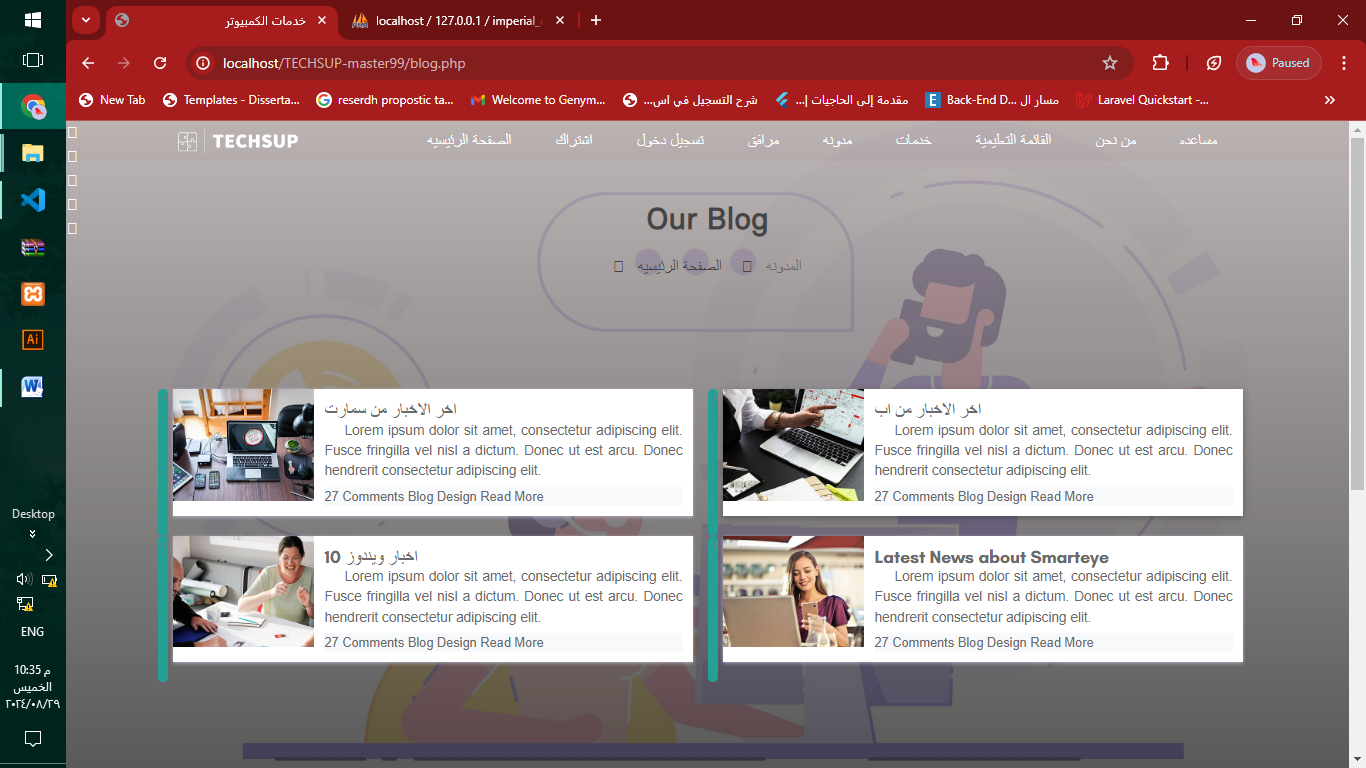 خدمات الكمبيوتر
localhost / 127.0.0.1 / imperial_
localhost/TECHSUP-master99/blog.php
Paused
New Tab
Templates - Disserta...
reserdh propostic ta...
Welcome to Genym...
شرح التسجيل في اس...
مقدمة إلى الحاجيات |...
مسار ال Back-End D...
Laravel Quickstart -...
TECHSUP
الصفحة الرئيسيه
اشتراك
تسجيل دخول
مرافق
مدونه
خدمات
القائمة التعليمية
من نحن
مساعده
Our Blog
الصفحة الرئيسيه
المدونه
اخر الاخبار من سمارت
Lorem ipsum dolor sit amet, consectetur adipiscing elit.
Fusce fringilla vel nisl a dictum. Donec ut est arcu. Donec
hendrerit consectetur adipiscing elit.
27 Comments Blog Design Read More
اخر الاخبار من اب
Lorem ipsum dolor sit amet, consectetur adipiscing elit.
Fusce fringilla vel nisl a dictum. Donec ut est arcu. Donec
hendrerit consectetur adipiscing elit.
27 Comments Blog Design Read More
اخبار ويندوز 10
Lorem ipsum dolor sit amet, consectetur adipiscing elit.
Fusce fringilla vel nisl a dictum. Donec ut est arcu. Donec
hendrerit consectetur adipiscing elit.
27 Comments Blog Design Read More
Latest News about Smarteye
Lorem ipsum dolor sit amet, consectetur adipiscing elit.
Fusce fringilla vel nisl a dictum. Donec ut est arcu. Donec
hendrerit consectetur adipiscing elit.
27 Comments Blog Design Read More
Ai
W
Desktop
ENG
10:35 م
الخميس
٢٠٢٤/٠٨/٢٩